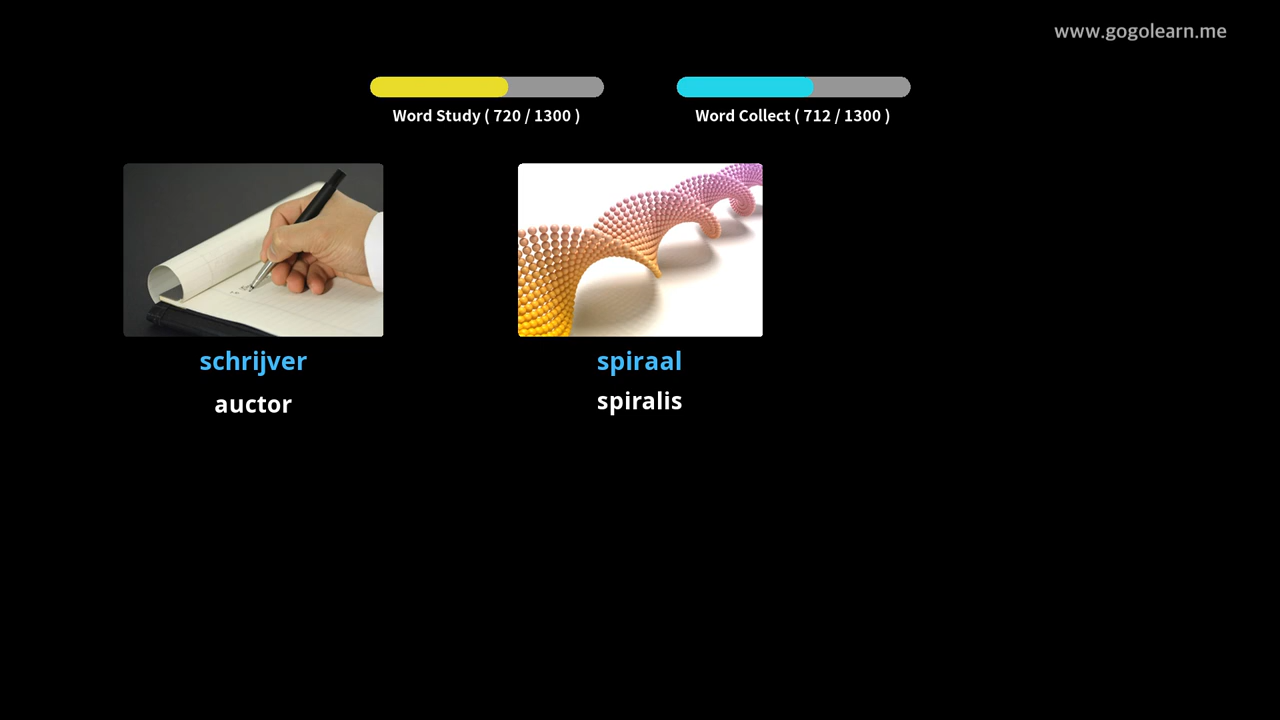 www.gogolearn.me
Word Study ( 720 / 1300 )
Word Collect ( 712 / 1300 )
schrijver
auctor
spiraal
spiralis